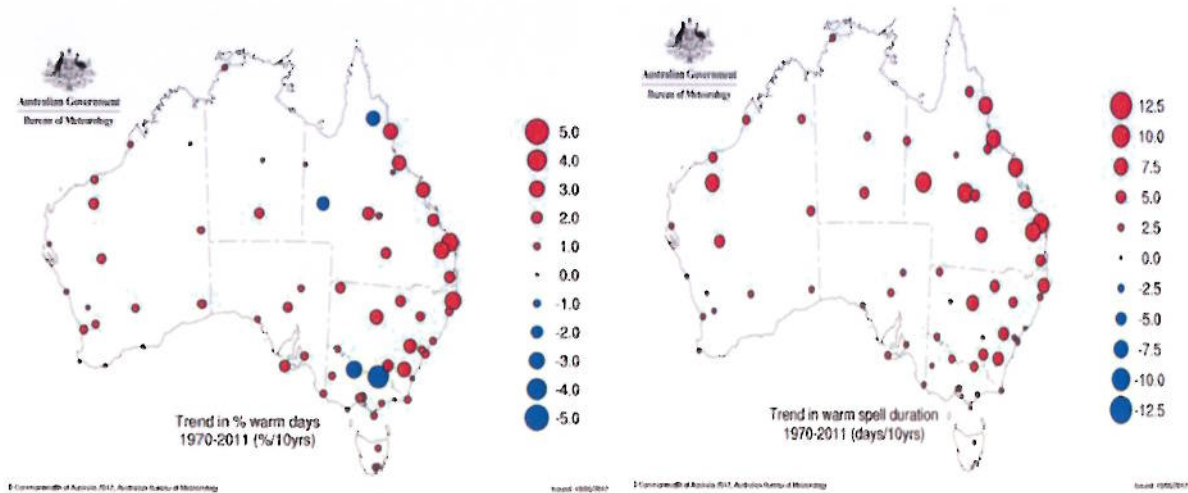 Australian Government
Bureau of Meteorology
5.0
4.0
3.0
2.0
1.0
0.0
-1.0
-2.0
-3.0
-4.0
-5.0
Trend in % warm days
1970-2011 (%/10yrs)
Australian Government
Bureau of Meteorology
12.5
10.0
7.5
5.0
2.5
0.0
-2.5
-5.0
-7.5
-10.0
-12.5
Trend in warm spell duration
1970-2011 (days/10yrs)